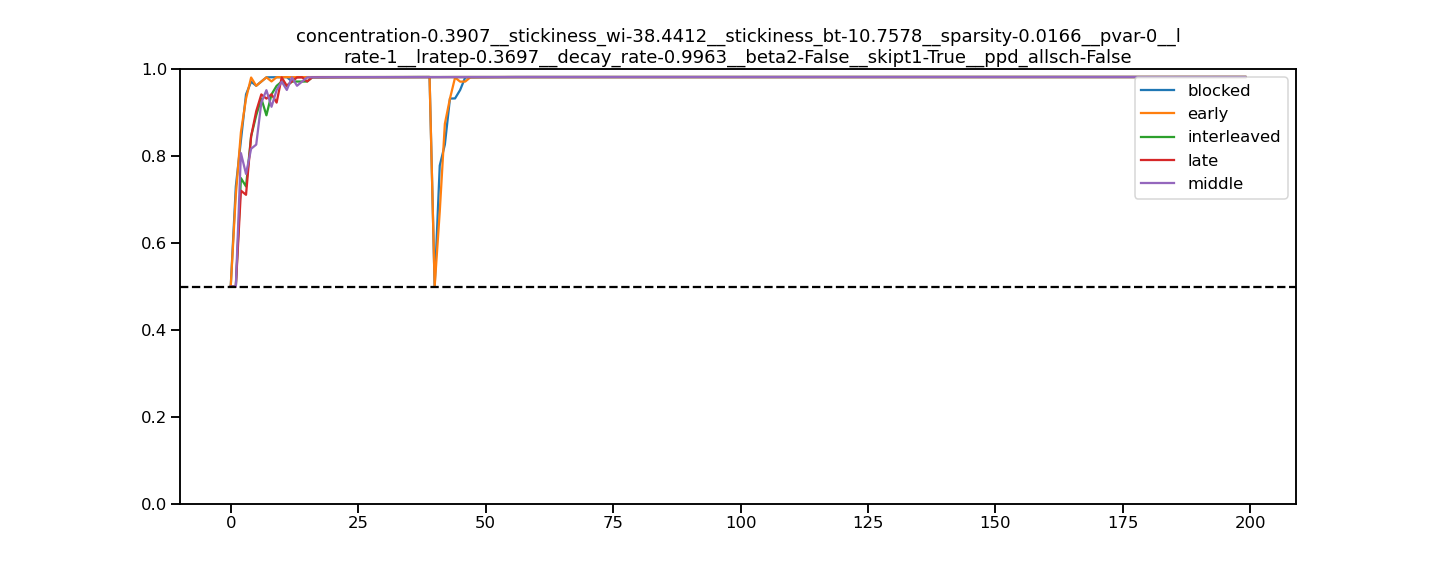 concentration-0.3907__stickiness_wi-38.4412__stickiness_bt-10.7578__sparsity-0.0166__pvar-0__l
rate-1__lratep-0.3697__decay_rate-0.9963__beta2-False__skipt1-True__ppd_allsch-False
1.0
0.8
0.6
0.4
0.2
0.0
blocked
early
interleaved
late
middle
0 25 50 75 100 125 150 175 200